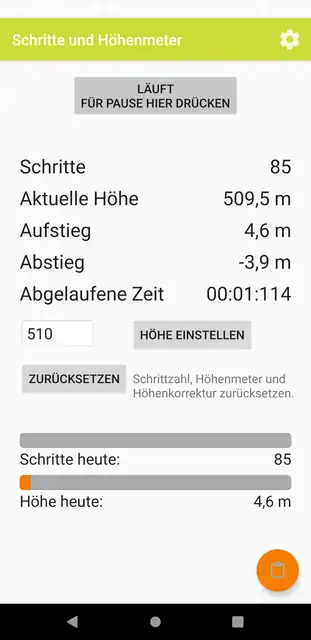 Schritte und Höhenmeter
LÄUFT
FÜR PAUSE HIER DRÜCKEN
Schritte 85
Aktuelle Höhe 509,5 m
Aufstieg 4,6 m
Abstieg -3,9 m
Abgelaufene Zeit 00:01:114
510 HÖHE EINSTELLEN
ZURÜCKSETZEN Schrittzahl, Höhenmeter und
Höhenkorrektur zurücksetzen.
Schritte heute: 85
Höhe heute: 4,6 m